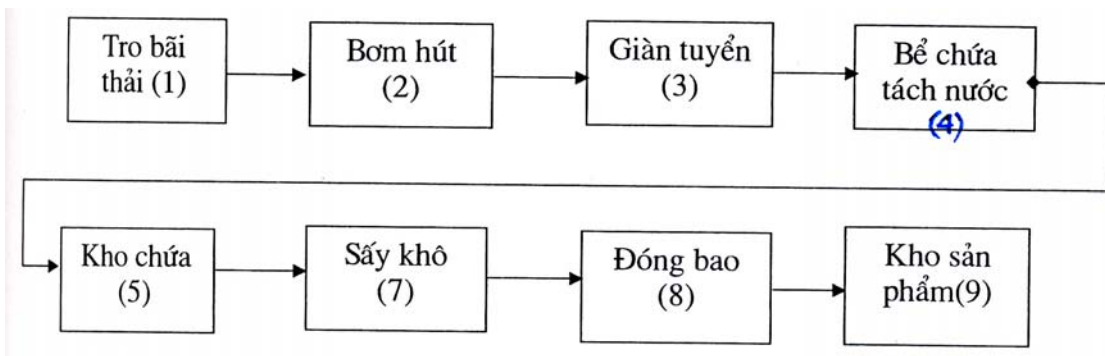 Tro bãi
thải (1)
Bơm hút
(2)
Giàn tuyển
(3)
Bể chứa
tách nước
(4)
Kho chứa
(5)
Sấy khô
(7)
Đóng bao
(8)
Kho sản
phẩm(9)